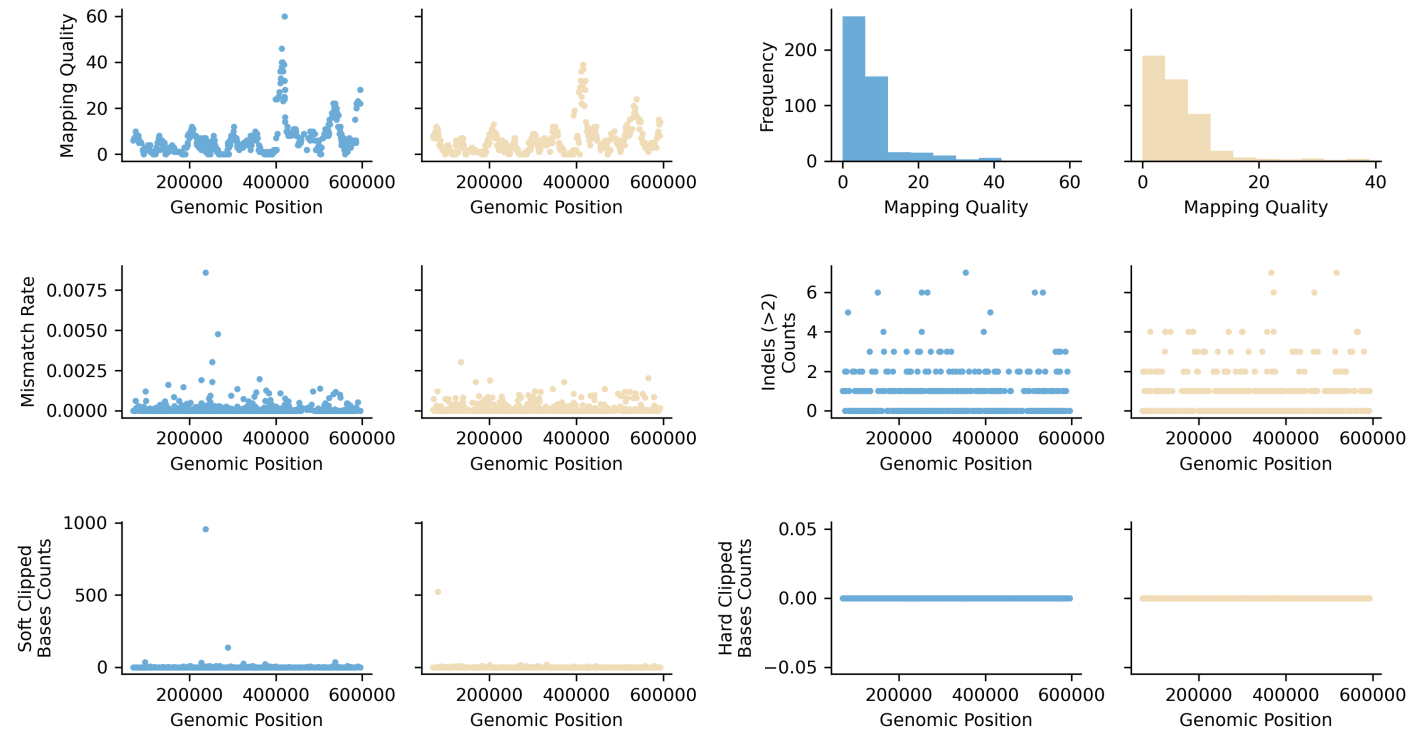 Mapping Quality
60
40
20
0
200000 400000 600000
Genomic Position
200000 400000 600000
Genomic Position
Frequency
200
100
0
0 20 40 60
Mapping Quality
0 20 40
Mapping Quality
Mismatch Rate
0.0075
0.0050
0.0025
0.0000
200000 400000 600000
Genomic Position
200000 400000 600000
Genomic Position
Indels (>2)
Counts
6
4
2
0
200000 400000 600000
Genomic Position
200000 400000 600000
Genomic Position
Soft Clipped
Bases Counts
1000
500
0
200000 400000 600000
Genomic Position
200000 400000 600000
Genomic Position
Hard Clipped
Bases Counts
0.05
0.00
−0.05
200000 400000 600000
Genomic Position
200000 400000 600000
Genomic Position